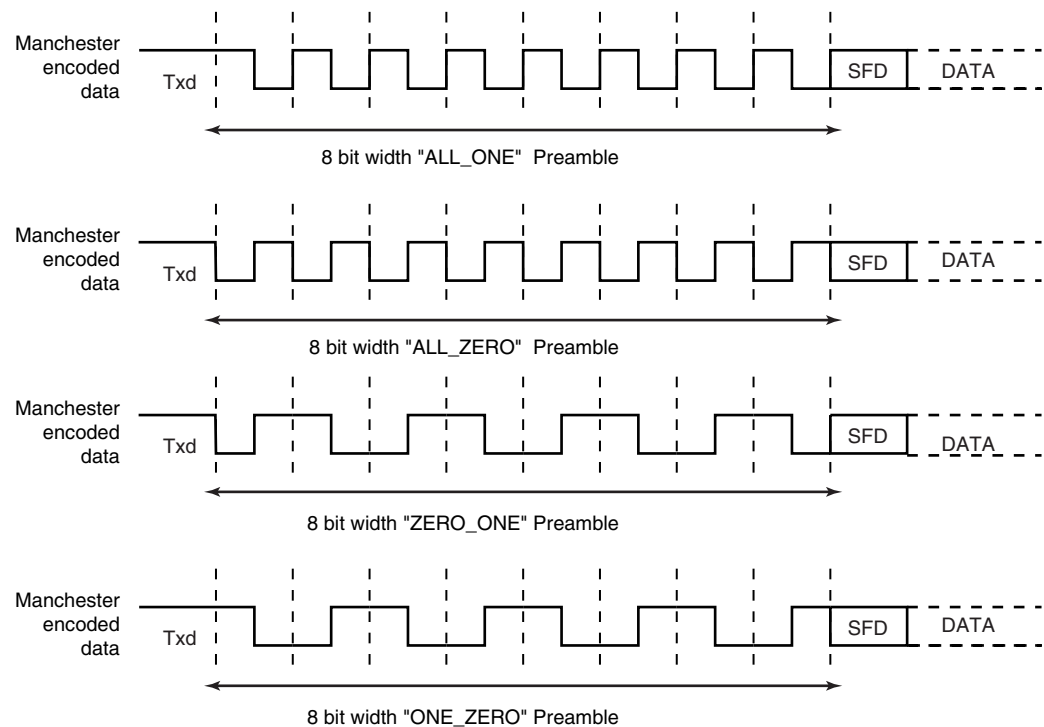 Manchester
encoded
data
Txd
SFD
DATA
8 bit width "ALL_ONE" Preamble
Manchester
encoded
data
Txd
SFD
DATA
8 bit width "ALL_ZERO" Preamble
Manchester
encoded
data
Txd
SFD
DATA
8 bit width "ZERO_ONE" Preamble
Manchester
encoded
data
Txd
SFD
DATA
8 bit width "ONE_ZERO" Preamble